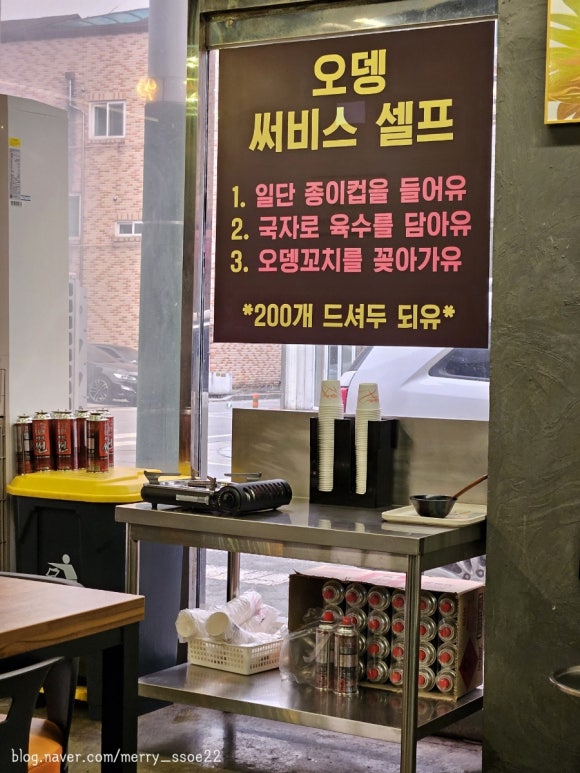 오뎅
써비스 셀프
1. 일단 종이컵을 들어유
2. 국자로 육수를 담아유
3. 오뎅꼬치를 꽂아가유
*200개 드셔두 되유*
blog.naver.com/merry_ssoe22